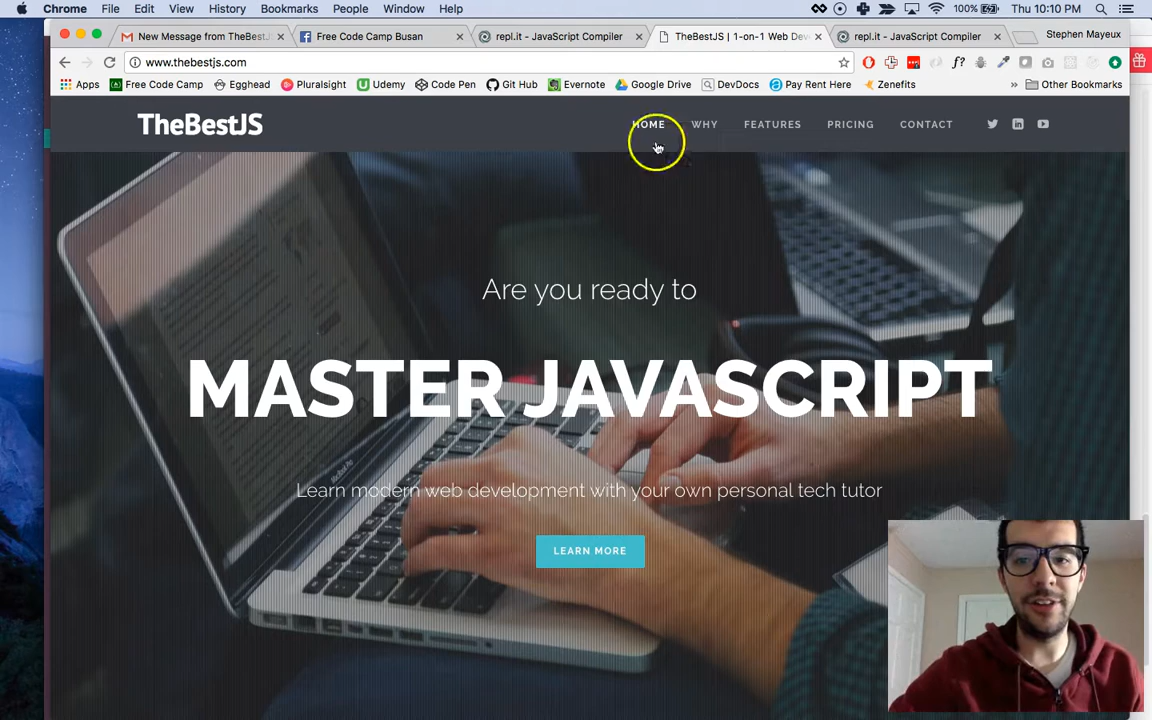 Chrome File Edit View History Bookmarks People Window Help 100% Thu 10:10 PM
New Message from TheBestJS Free Code Camp Busan repl.it - JavaScript Compiler TheBestJS | 1-on-1 Web Dev repl.it - JavaScript Compiler Stephen Mayeux
www.thebestjs.com f?
Apps Free Code Camp Egghead Pluralsight Udemy Code Pen Git Hub Evernote Google Drive DevDocs Pay Rent Here Zenefits » Other Bookmarks
TheBestJS HOME WHY FEATURES PRICING CONTACT
Are you ready to
MASTER JAVASCRIPT
Learn modern web development with your own personal tech tutor
LEARN MORE